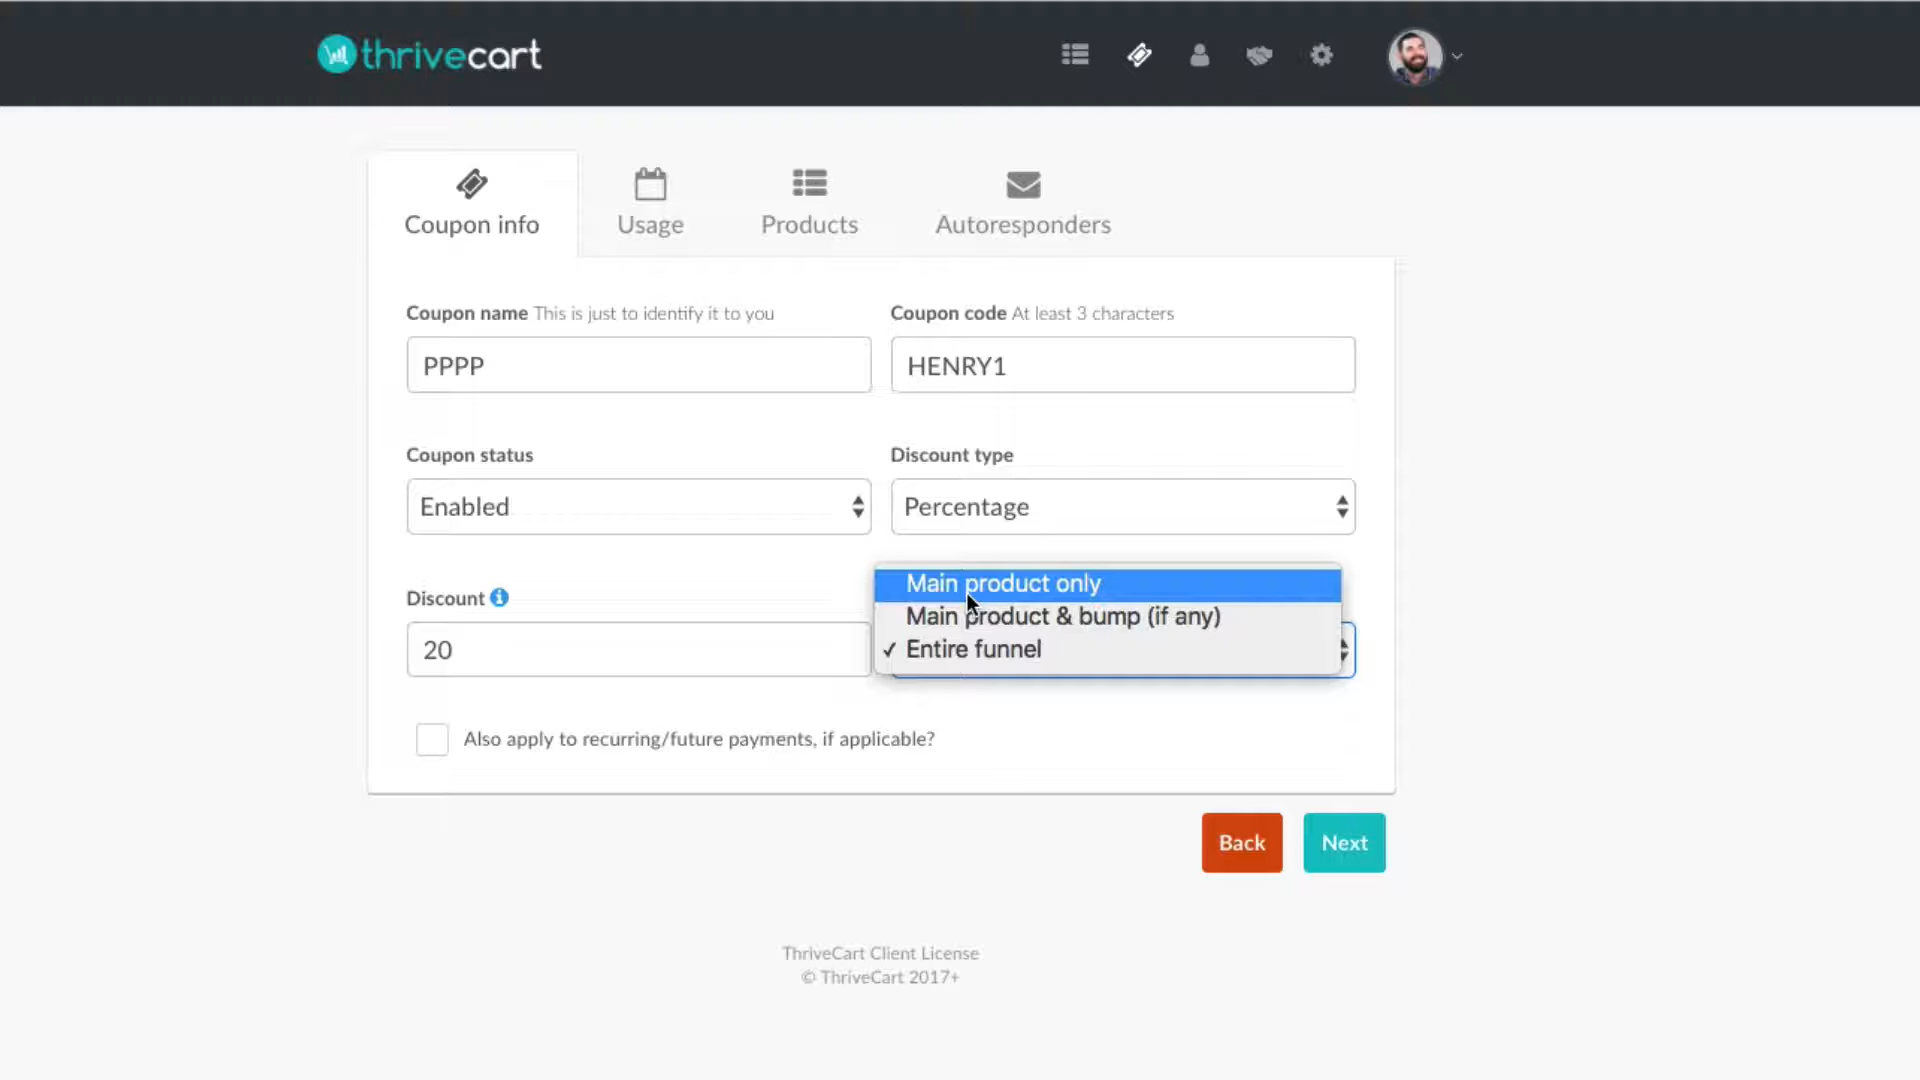 thrivecart
Coupon info
Usage
Products
Autoresponders
Coupon name This is just to identify it to you
Coupon code At least 3 characters
PPPP
HENRY1
Coupon status
Discount type
Enabled
Percentage
Discount
20
Main product only
Main product & bump (if any)
✓ Entire funnel
Also apply to recurring/future payments, if applicable?
Back
Next
ThriveCart Client License
© ThriveCart 2017+